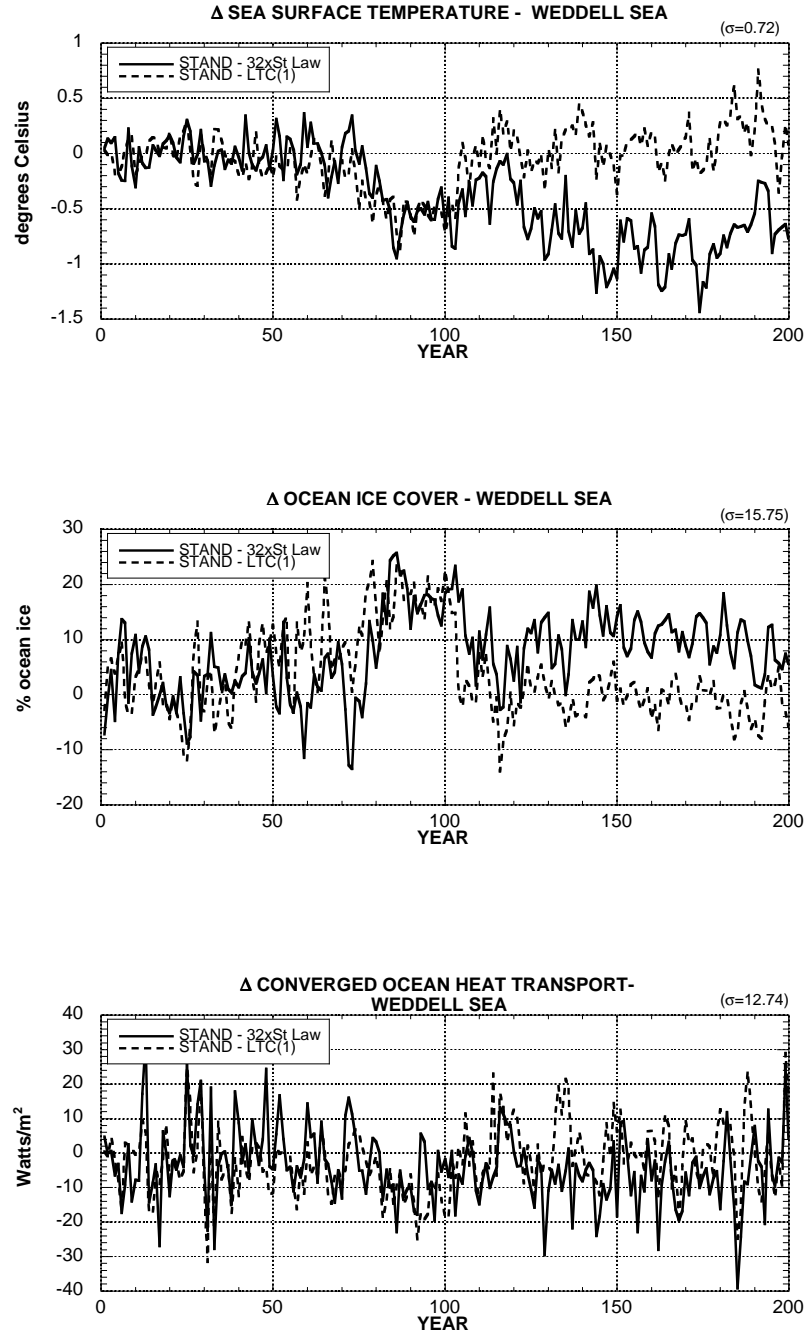 Δ SEA SURFACE TEMPERATURE - WEDDELL SEA
(σ=0.72)
STAND - 32xSt Law
STAND - LTC(1)
degrees Celsius
1
0.5
0
-0.5
-1
-1.5
0 50 100 150 200
YEAR
Δ OCEAN ICE COVER - WEDDELL SEA
(σ=15.75)
STAND - 32xSt Law
STAND - LTC(1)
% ocean ice
30
20
10
0
-10
-20
0 50 100 150 200
YEAR
Δ CONVERGED OCEAN HEAT TRANSPORT-
WEDDELL SEA
(σ=12.74)
STAND - 32xSt Law
STAND - LTC(1)
Watts/m²
40
30
20
10
0
-10
-20
-30
-40
0 50 100 150 200
YEAR